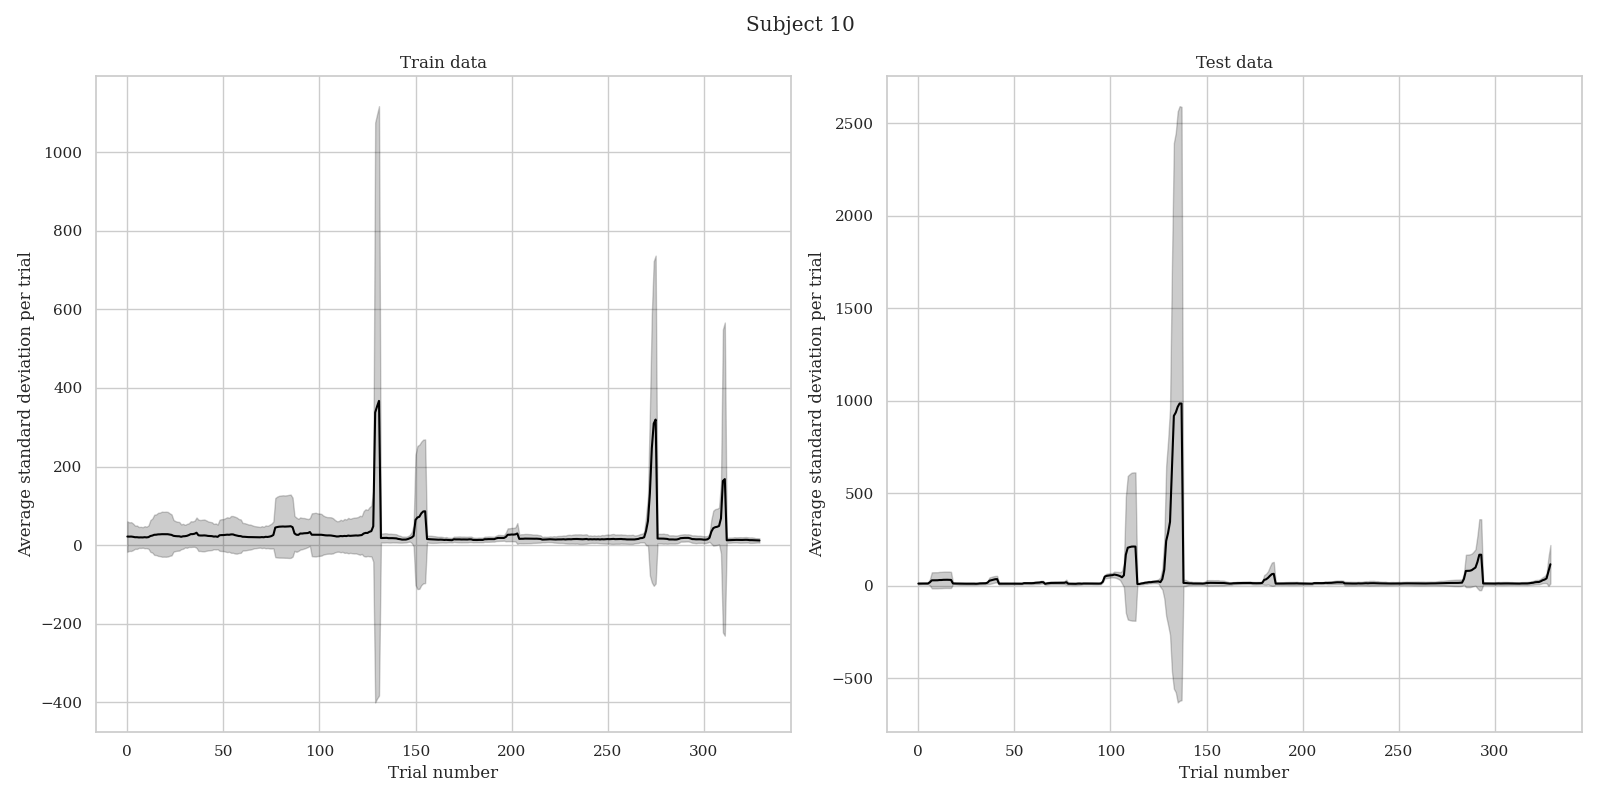 Subject 10
Train data
Average standard deviation per trial
1000
800
600
400
200
0
−200
−400
0 50 100 150 200 250 300
Trial number
Test data
Average standard deviation per trial
2500
2000
1500
1000
500
0
−500
0 50 100 150 200 250 300
Trial number